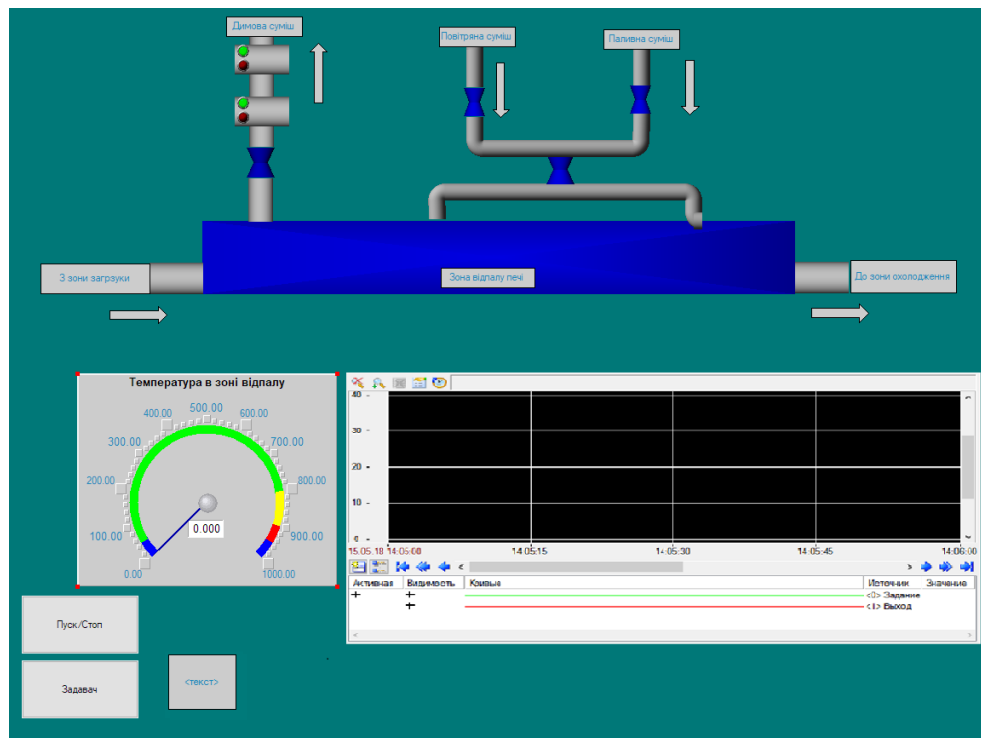 Димова суміш
Повітряна суміш
Паливна суміш
З зони загрзуки
Зона відпалу печі
До зони охолодження
Температура в зоні відпалу
400.00 500.00 600.00
300.00 700.00
200.00 800.00
0.000
100.00 900.00
0.00 1000.00
40
30
20
10
0
15.05.18 14:05:00 14:05:15 14:05:30 14:05:45 14:06:00
Активная Видимость Кривые Источник Значение
<0> Задание
<1> Выход
Пуск/Стоп
Задавач
<текст>